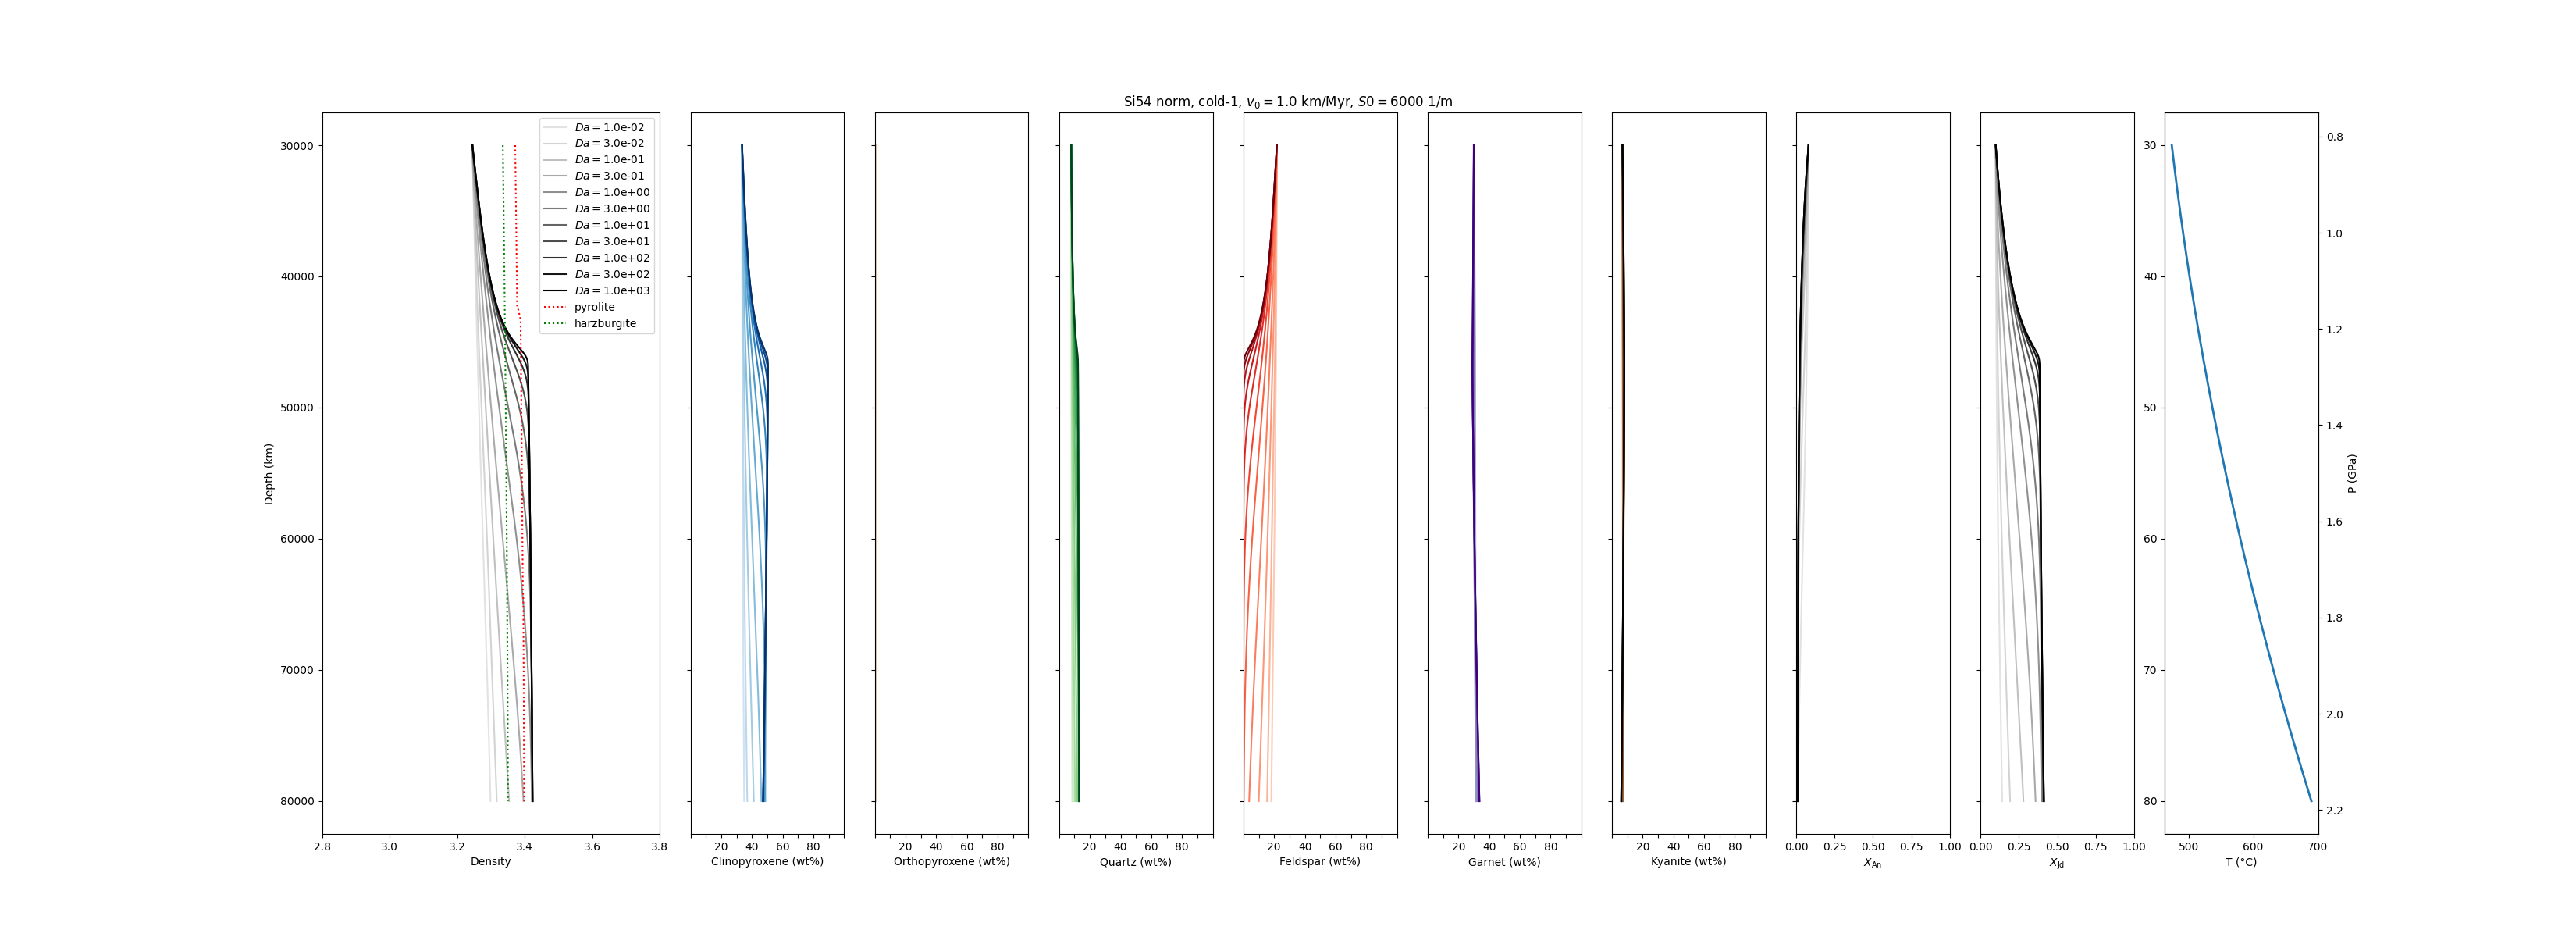 Si54 norm, cold-1, v₀ = 1.0 km/Myr, S0 = 6000 1/m
Da = 1.0e-02
Da = 3.0e-02
Da = 1.0e-01
Da = 3.0e-01
Da = 1.0e+00
Da = 3.0e+00
Da = 1.0e+01
Da = 3.0e+01
Da = 1.0e+02
Da = 3.0e+02
Da = 1.0e+03
pyrolite
harzburgite
Depth (km)
30000
40000
50000
60000
70000
80000
2.8 3.0 3.2 3.4 3.6 3.8
Density
20 40 60 80
Clinopyroxene (wt%)
20 40 60 80
Orthopyroxene (wt%)
20 40 60 80
Quartz (wt%)
20 40 60 80
Feldspar (wt%)
20 40 60 80
Garnet (wt%)
20 40 60 80
Kyanite (wt%)
0.00 0.25 0.50 0.75 1.00
X_An
0.00 0.25 0.50 0.75 1.00
X_Jd
30
40
50
60
70
80
500 600 700
T (°C)
0.8
1.0
1.2
1.4
1.6
1.8
2.0
2.2
P (GPa)